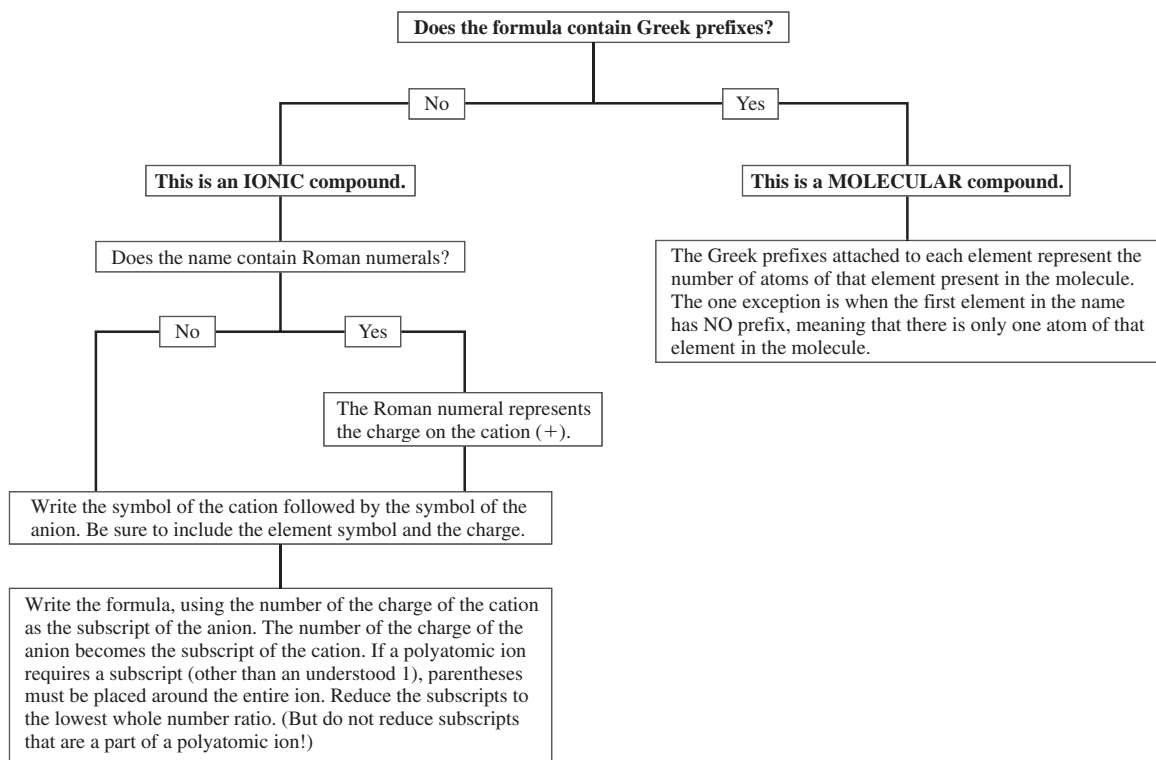 Does the formula contain Greek prefixes?
No
Yes
This is an IONIC compound.
This is a MOLECULAR compound.
Does the name contain Roman numerals?
The Greek prefixes attached to each element represent the
number of atoms of that element present in the molecule.
The one exception is when the first element in the name
has NO prefix, meaning that there is only one atom of that
element in the molecule.
No
Yes
The Roman numeral represents
the charge on the cation (+).
Write the symbol of the cation followed by the symbol of the
anion. Be sure to include the element symbol and the charge.
Write the formula, using the number of the charge of the cation
as the subscript of the anion. The number of the charge of the
anion becomes the subscript of the cation. If a polyatomic ion
requires a subscript (other than an understood 1), parentheses
must be placed around the entire ion. Reduce the subscripts to
the lowest whole number ratio. (But do not reduce subscripts
that are a part of a polyatomic ion!)